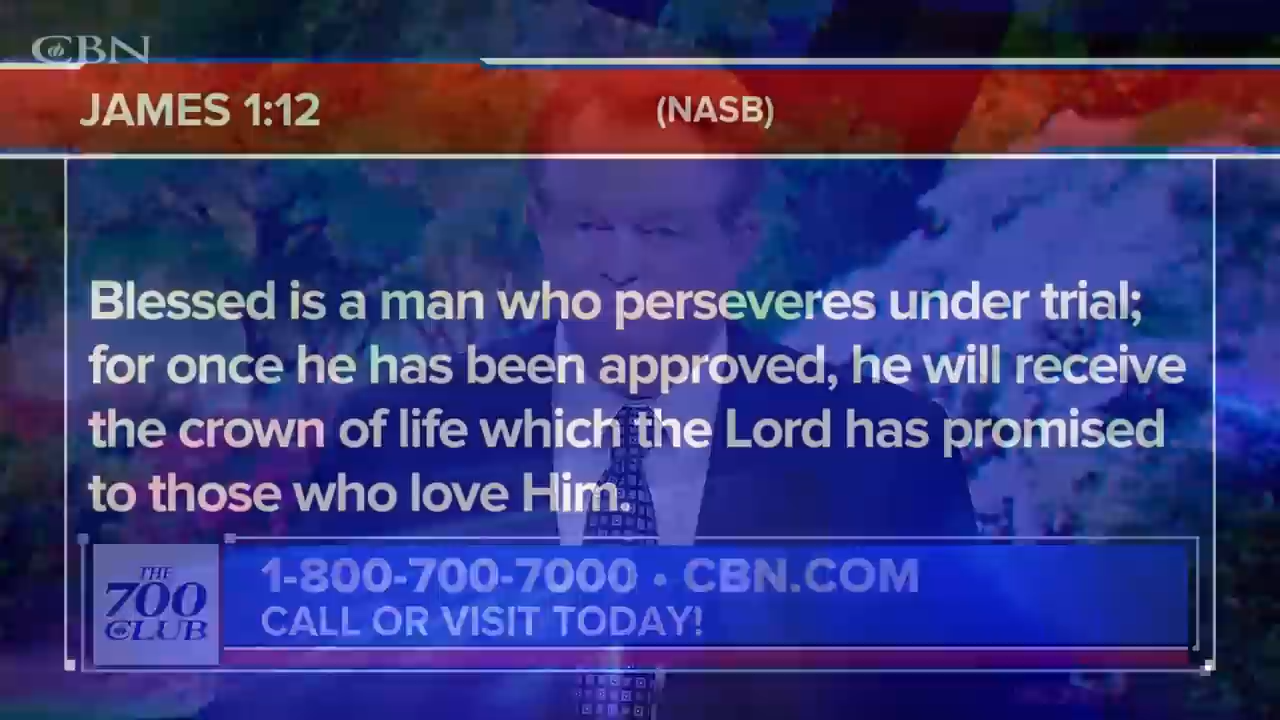 CBN
JAMES 1:12 (NASB)
Blessed is a man who perseveres under trial;
for once he has been approved, he will receive
the crown of life which the Lord has promised
to those who love Him.
THE
700
CLUB
1-800-700-7000 • CBN.COM
CALL OR VISIT TODAY!